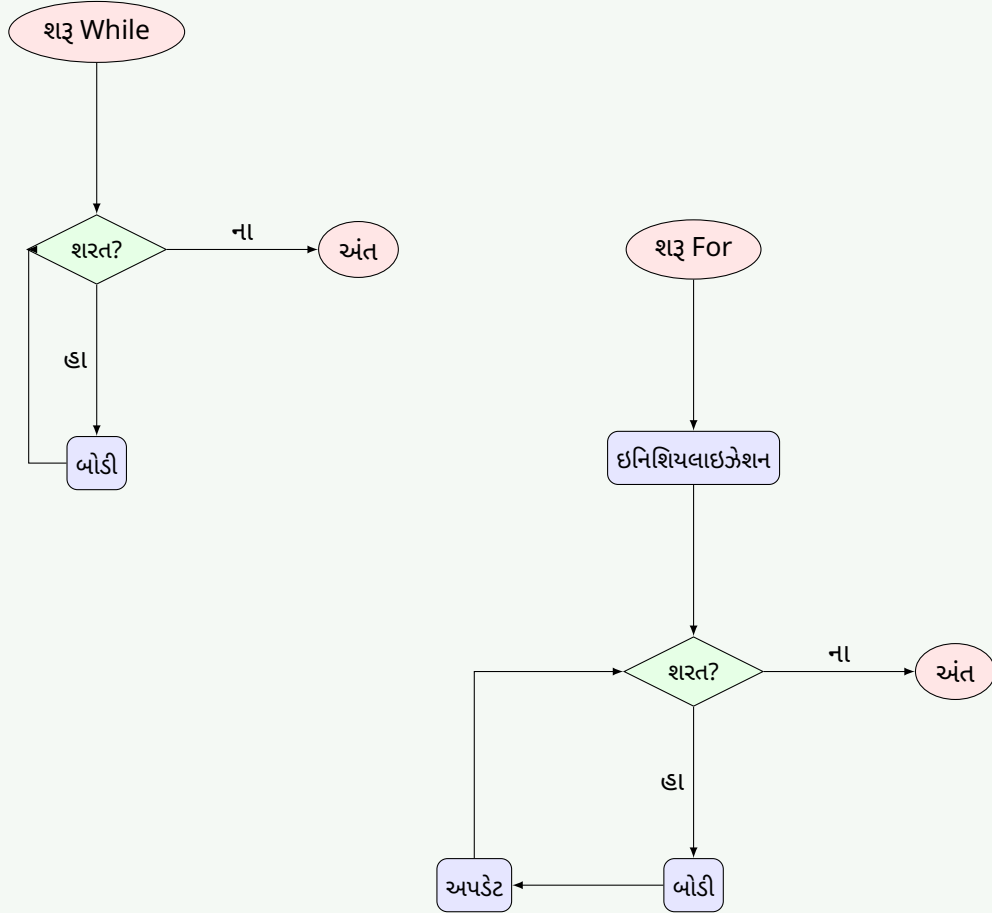 શરૂ While
શરત?
ના
અંત
હા
બોડી
શરૂ For
ઇનિશિયલાઇઝેશન
શરત?
ના
અંત
હા
બોડી
અપડેટ